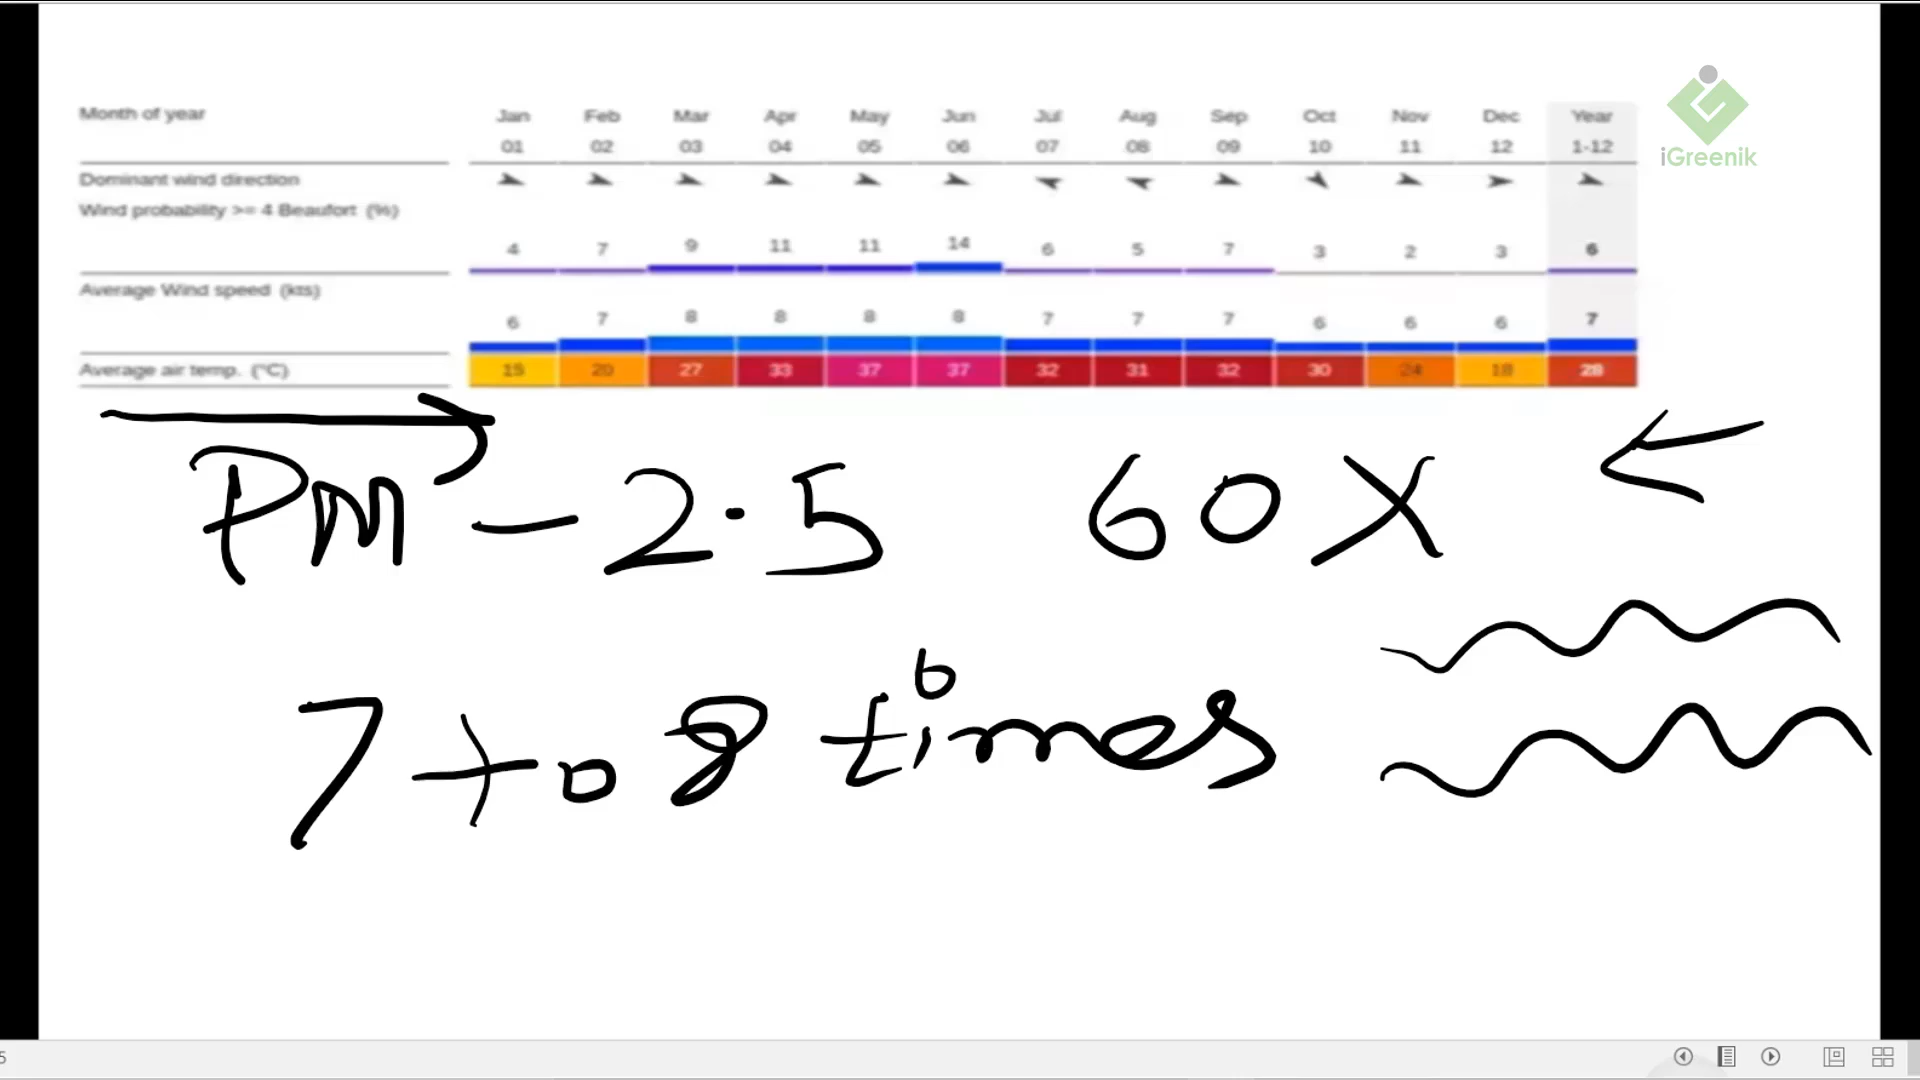 iGreenik
Month of year Jan Feb Mar Apr May Jun Jul Aug Sep Oct Nov Dec Year
01 02 03 04 05 06 07 08 09 10 11 12 1-12
Dominant wind direction
Wind probability >= 4 Beaufort (%)
4 7 9 11 11 14 6 5 7 3 2 3 6
Average Wind speed (kts)
6 7 8 8 8 8 7 7 7 6 6 6 7
Average air temp. (°C) 15 20 27 33 37 37 32 31 32 30 24 18 28
PM - 2.5 60 X
7 to 8 times
5